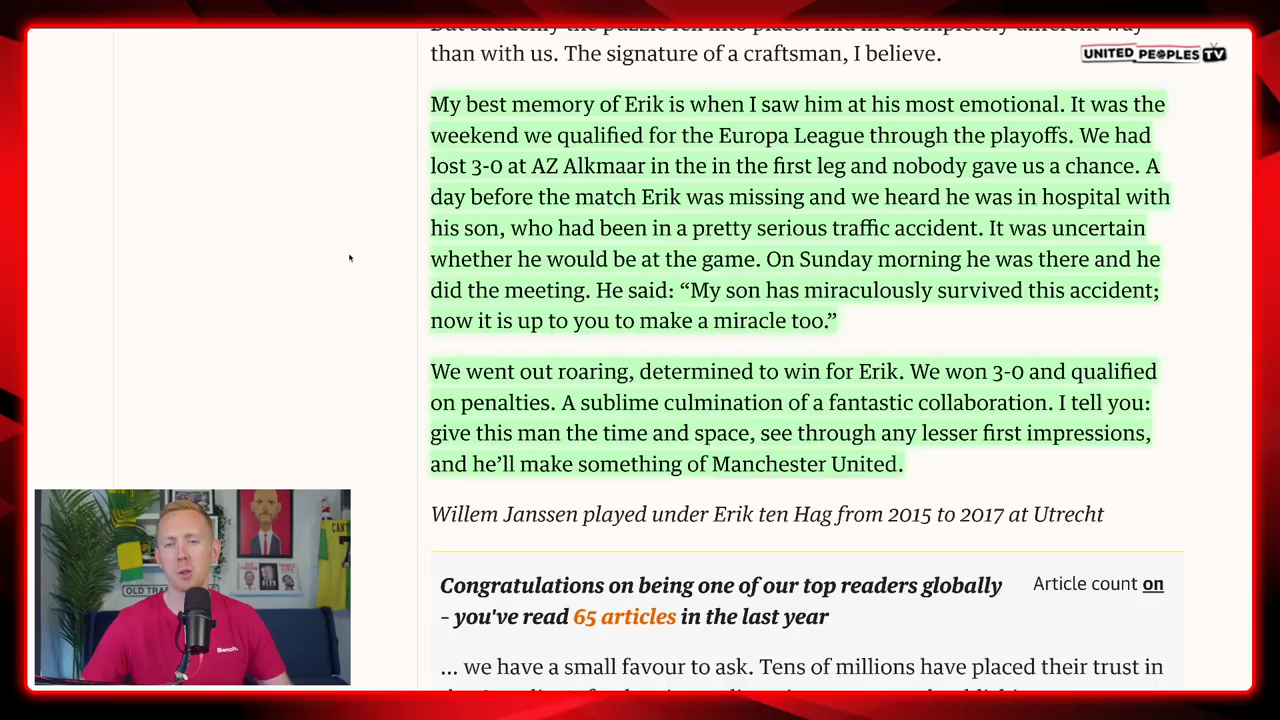 than with us. The signature of a craftsman, I believe.
UNITED PEOPLES TV
My best memory of Erik is when I saw him at his most emotional. It was the
weekend we qualified for the Europa League through the playoffs. We had
lost 3-0 at AZ Alkmaar in the in the first leg and nobody gave us a chance. A
day before the match Erik was missing and we heard he was in hospital with
his son, who had been in a pretty serious traffic accident. It was uncertain
whether he would be at the game. On Sunday morning he was there and he
did the meeting. He said: “My son has miraculously survived this accident;
now it is up to you to make a miracle too.”
We went out roaring, determined to win for Erik. We won 3-0 and qualified
on penalties. A sublime culmination of a fantastic collaboration. I tell you:
give this man the time and space, see through any lesser first impressions,
and he’ll make something of Manchester United.
Willem Janssen played under Erik ten Hag from 2015 to 2017 at Utrecht
Congratulations on being one of our top readers globally
– you've read 65 articles in the last year
Article count on
... we have a small favour to ask. Tens of millions have placed their trust in
CANT
OLD TRA
Bench.